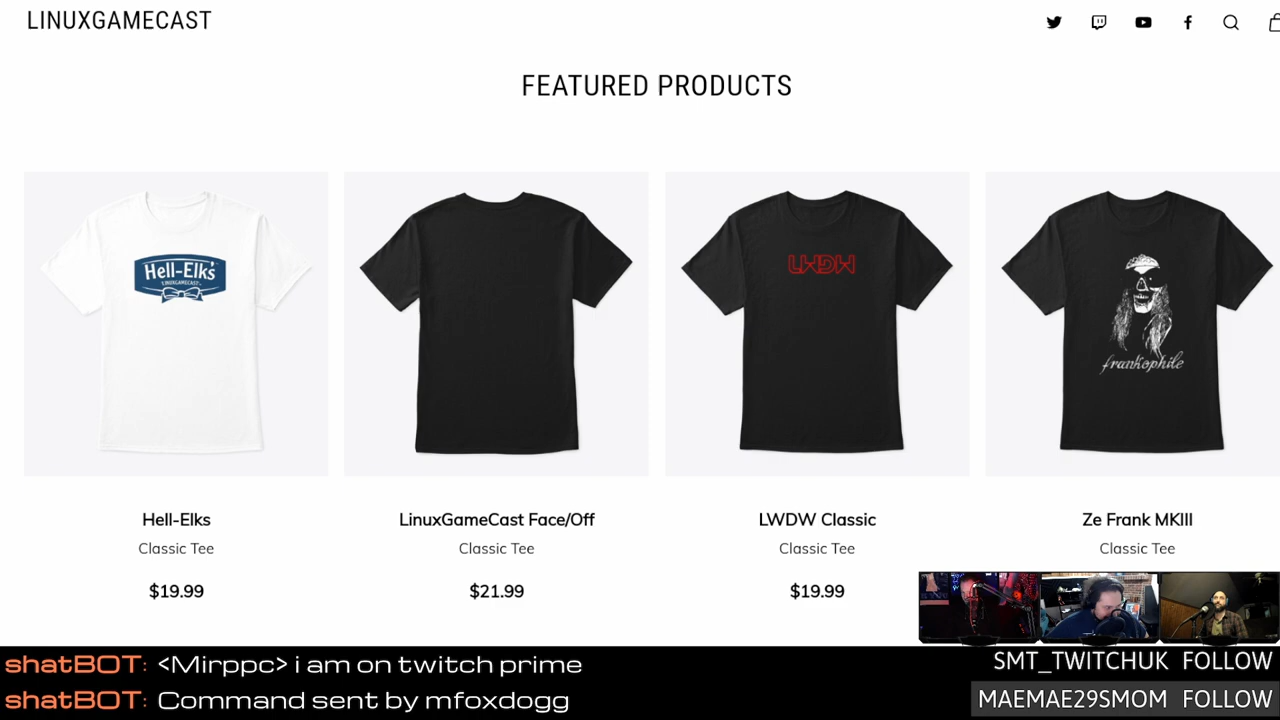 LINUXGAMECAST
FEATURED PRODUCTS
Hell-Elks'
LINUXGAMECAST
LWDW
frankophile
Hell-Elks
LinuxGameCast Face/Off
LWDW Classic
Ze Frank MKIII
Classic Tee
Classic Tee
Classic Tee
Classic Tee
$19.99
$21.99
$19.99
shatBOT: <Mirppc> i am on twitch prime
shatBOT: Command sent by mfoxdogg
SMT_TWITCHUK FOLLOW
MAEMAE29SMOM FOLLOW